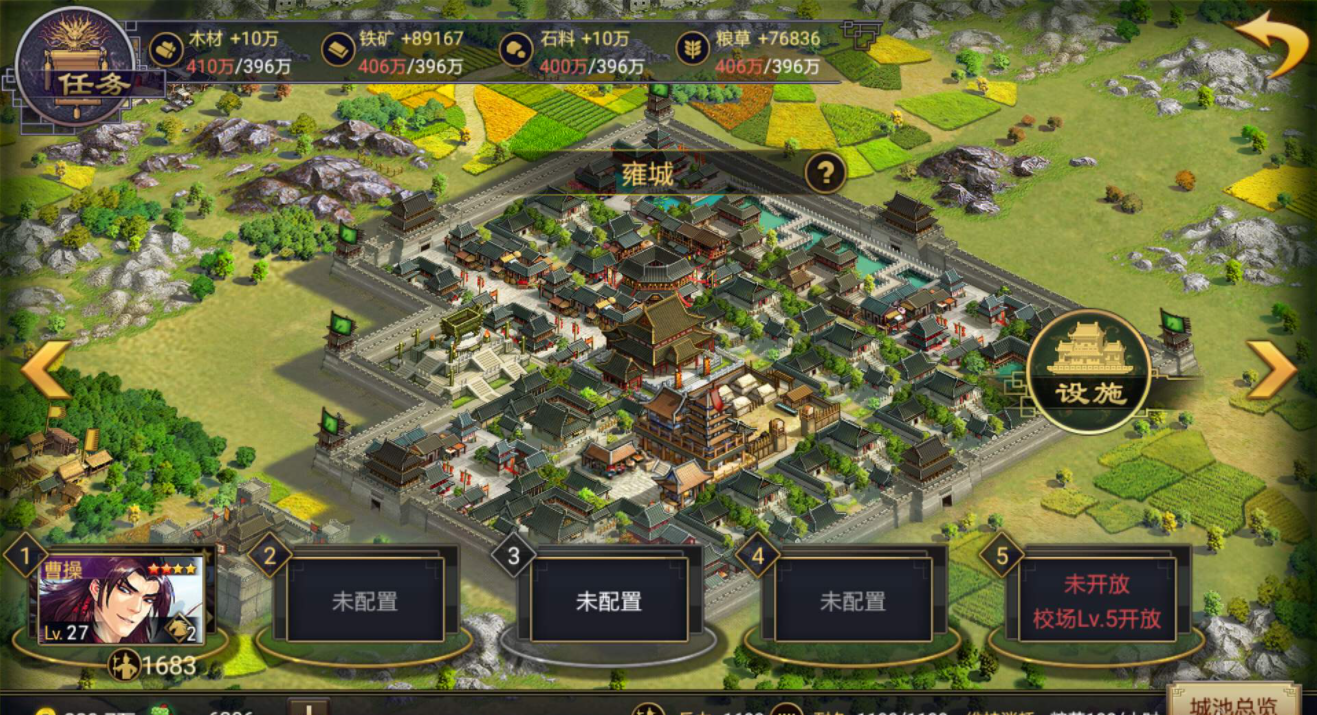 任务
木材 +10万
410万/396万
铁矿 +89167
406万/396万
石料 +10万
400万/396万
粮草 +76836
406万/396万
雍城
?
设施
1
曹操
Lv. 27
2
1683
2
未配置
3
未配置
4
未配置
5
未开放
校场Lv.5开放
城池总览